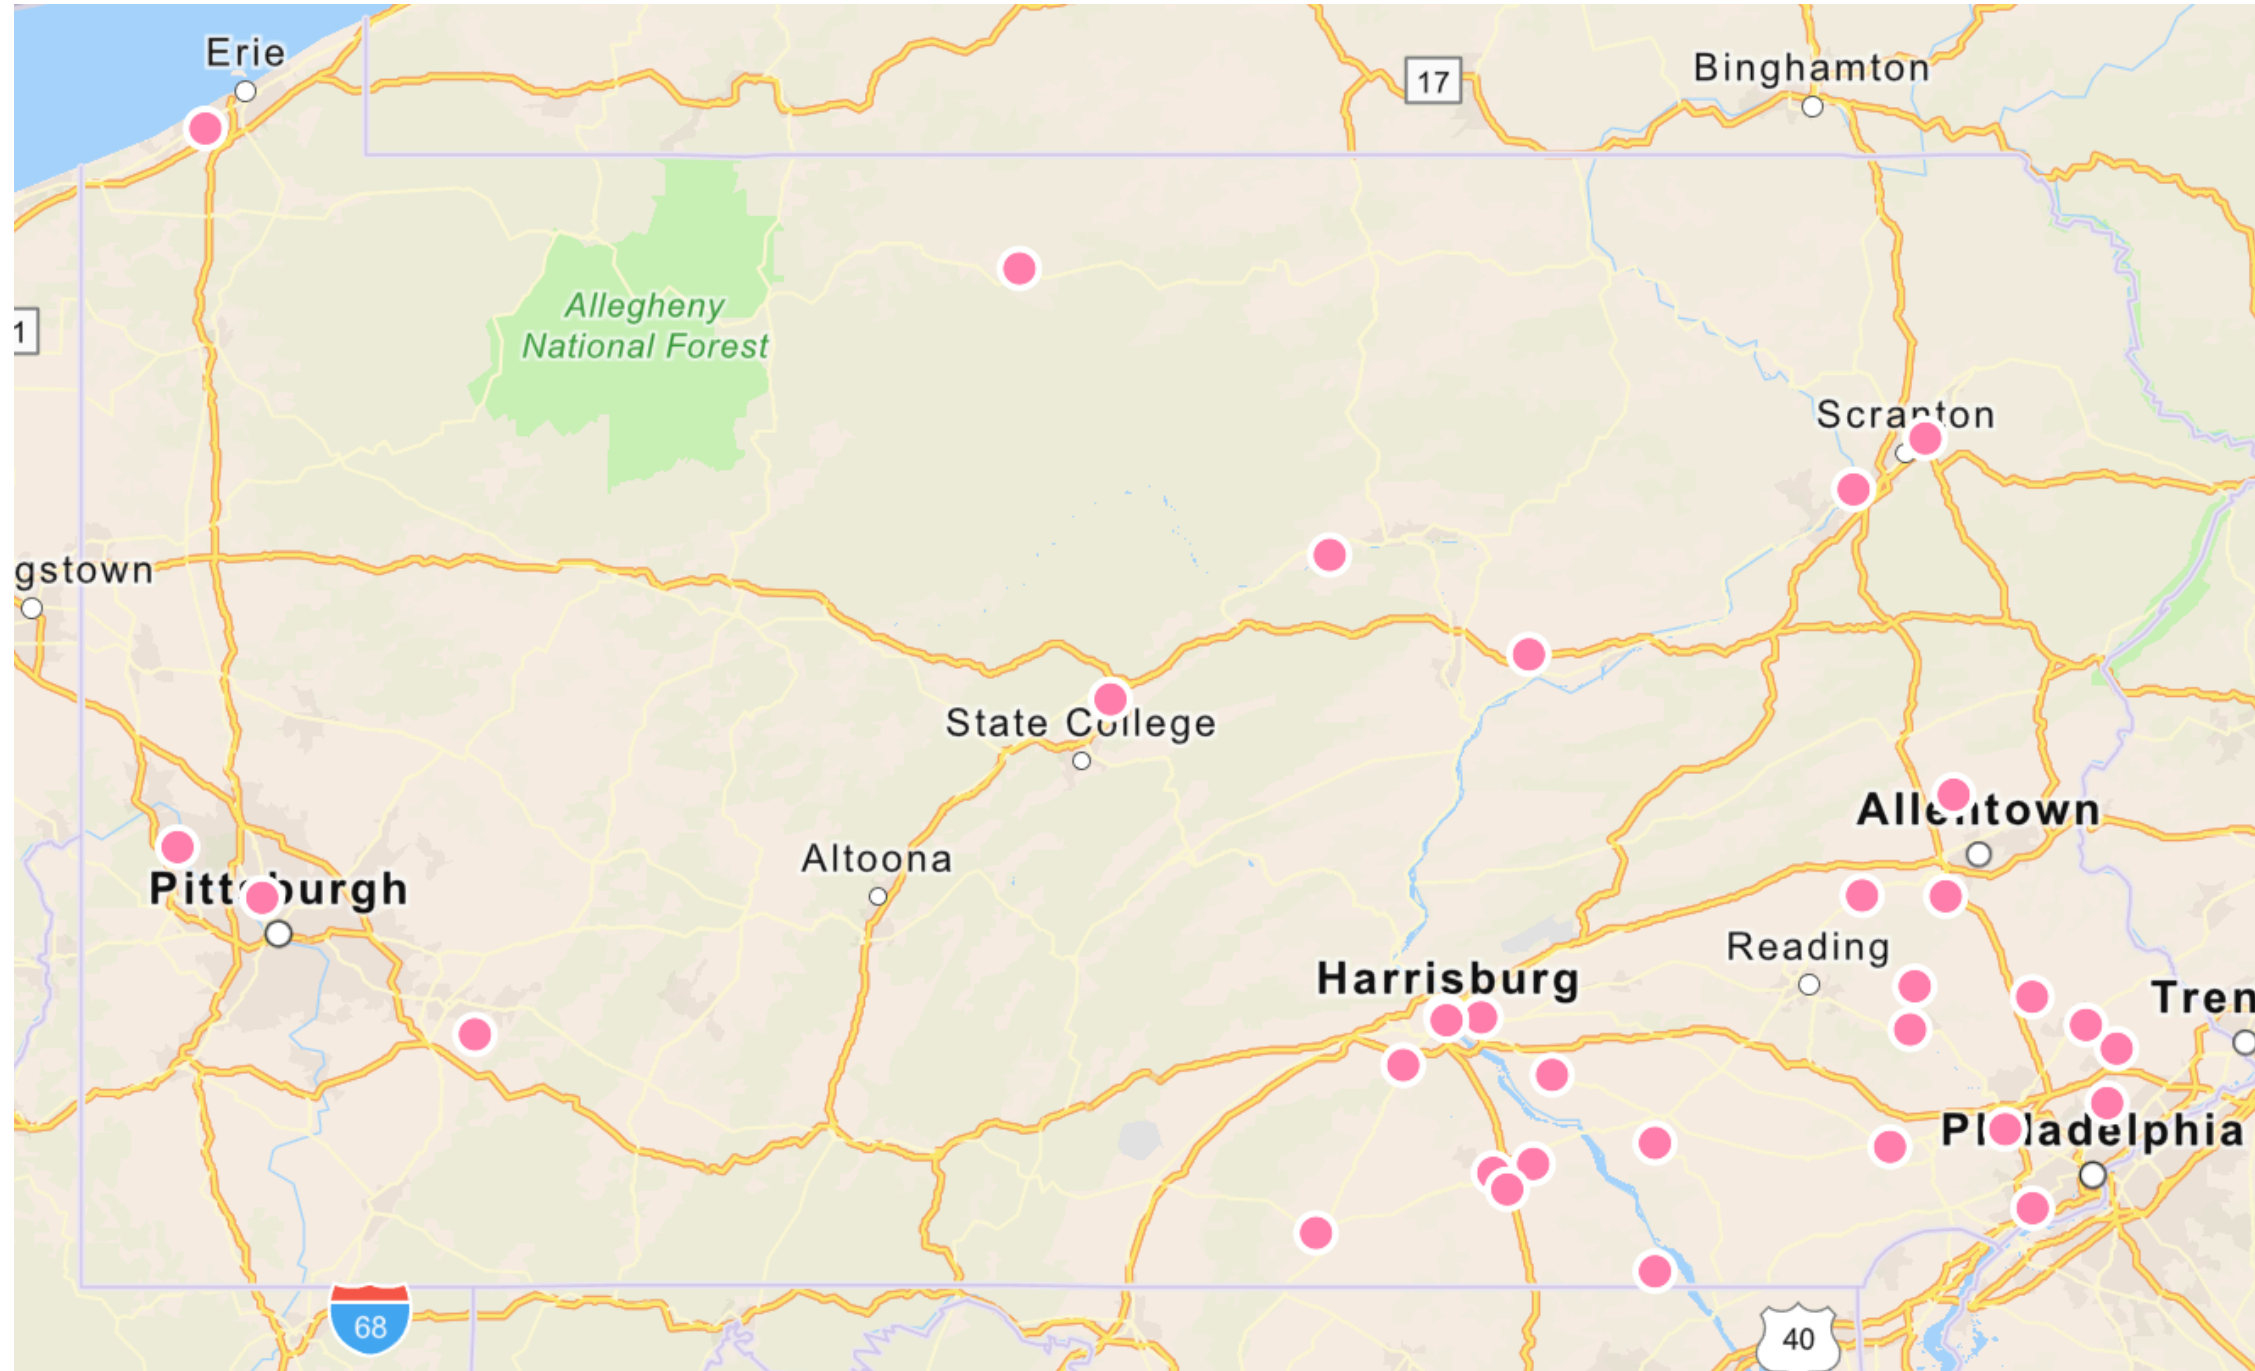 Erie
17
Binghamton
Allegheny
National Forest
1
Scranton
gstown
State College
Allentown
Altoona
Pittsburgh
Reading
Harrisburg
Tren
Philadelphia
68
40